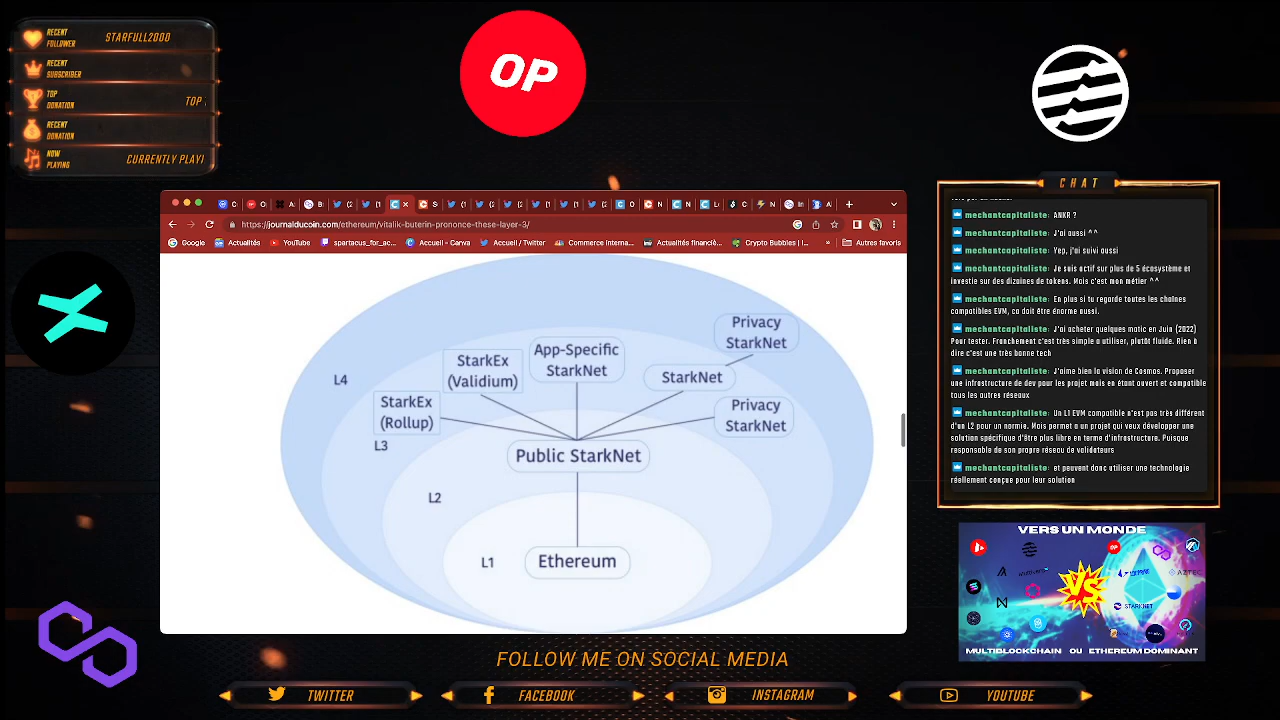 RECENT
FOLLOWER
STARFULL2000
RECENT
SUBSCRIBER
TOP
DONATION
TOP
RECENT
DONATION
NOW
PLAYING
CURRENTLY PLAYI
OP
https://journalducoin.com/ethereum/vitalik-buterin-prononce-these-layer-3/
Google
Actualités
YouTube
spartacus_for_ac...
Accueil – Canva
Accueil / Twitter
Commerce Interna...
Actualités financiè...
Crypto Bubbles | I...
»
Autres favoris
Privacy
StarkNet
App-Specific
StarkNet
StarkEx
(Validium)
L4
StarkNet
StarkEx
(Rollup)
Privacy
StarkNet
L3
Public StarkNet
L2
L1
Ethereum
CHAT
mechantcapitaliste: ANKR ?
mechantcapitaliste: J'ai aussi ^^
mechantcapitaliste: Yep, j'ai suivi aussi
mechantcapitaliste: Je suis actif sur plus de 5 écosystème et
investie sur des dizaines de tokens. Mais c'est mon métier ^^
mechantcapitaliste: En plus si tu regarde toutes les chaînes
compatibles EVM, ca doit être énorme aussi.
mechantcapitaliste: J'ai acheter quelques matic en Juin (2022)
Pour tester. Franchement c'est très simple a utiliser, plutôt fluide. Rien à
dire c'est une très bonne tech
mechantcapitaliste: J'aime bien la vision de Cosmos. Proposer
une infrastructure de dev pour les projet mais en étant ouvert et compatible
tous les autres réseaux
mechantcapitaliste: Un L1 EVM compatible n'est pas très différent
d'un L2 pour un normie. Mais permet a un projet qui veux développer une
solution spécifique d'être plus libre en terme d'infrastructure. Puisque
responsable de son propre réseau de validateurs
mechantcapitaliste: et peuvent donc utiliser une technologie
réellement conçue pour leur solution
VERS UN MONDE
VS
AZTEC
STARKNET
MULTIBLOCKCHAIN OU ETHEREUM DOMINANT
FOLLOW ME ON SOCIAL MEDIA
TWITTER
FACEBOOK
INSTAGRAM
YOUTUBE